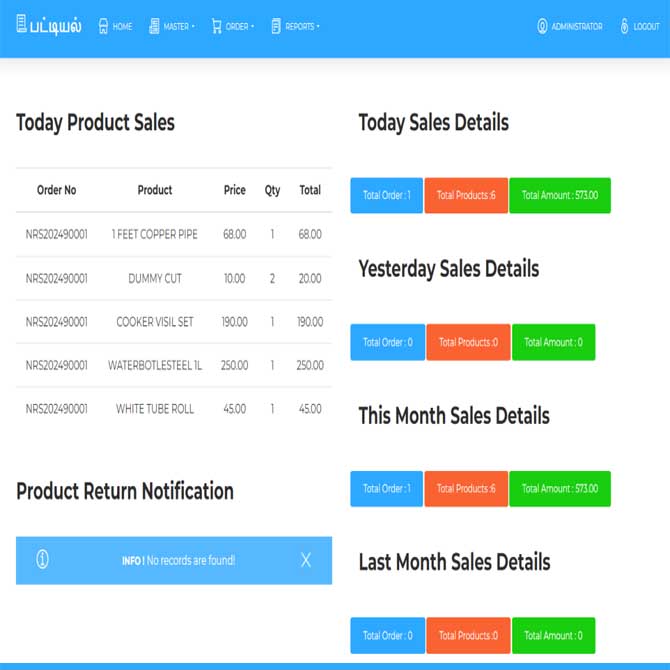 பட்டியல் HOME MASTER ORDER REPORTS ADMINISTRATOR LOGOUT
Today Product Sales
Order No Product Price Qty Total
NRS202490001 1 FEET COPPER PIPE 68.00 1 68.00
NRS202490001 DUMMY CUT 10.00 2 20.00
NRS202490001 COOKER VISIL SET 190.00 1 190.00
NRS202490001 WATERBOTLESTEEL 1L 250.00 1 250.00
NRS202490001 WHITE TUBE ROLL 45.00 1 45.00
Product Return Notification
INFO ! No records are found!
Today Sales Details
Total Order : 1 Total Products :6 Total Amount : 573.00
Yesterday Sales Details
Total Order : 0 Total Products :0 Total Amount : 0
This Month Sales Details
Total Order : 1 Total Products :6 Total Amount : 573.00
Last Month Sales Details
Total Order : 0 Total Products :0 Total Amount : 0